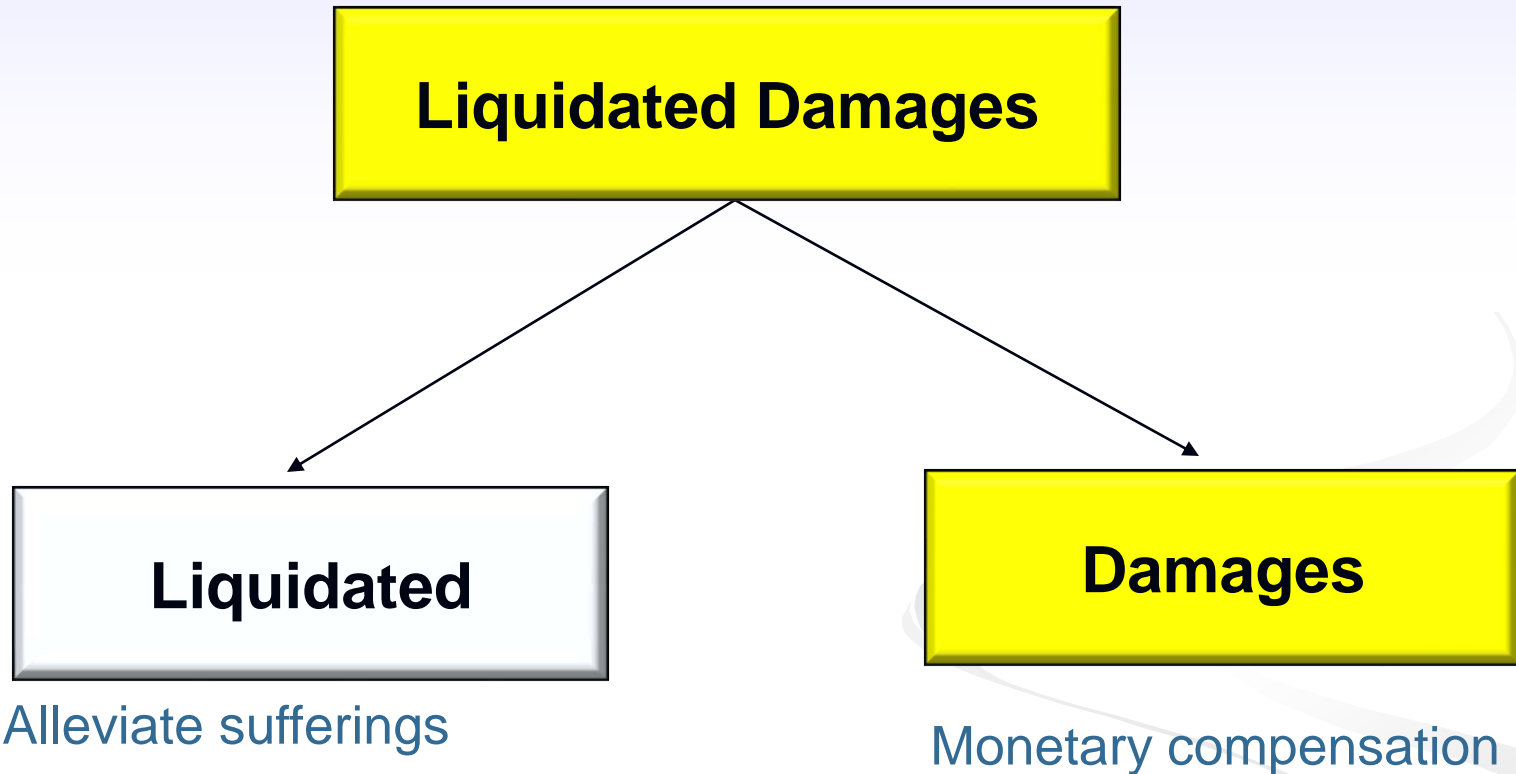 Liquidated Damages
Liquidated
Damages
Alleviate sufferings
Monetary compensation